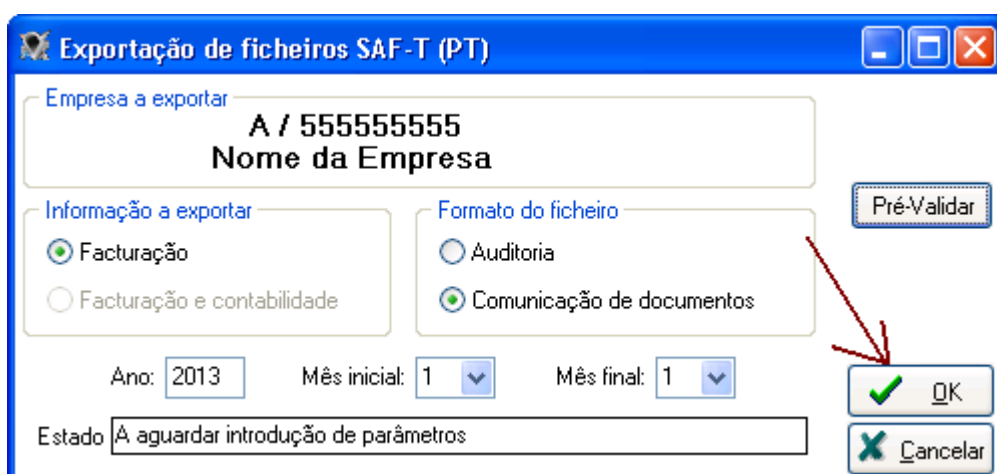 Exportação de ficheiros SAF-T (PT)
Empresa a exportar
A / 555555555
Nome da Empresa
Pré-Validar
Informação a exportar
Facturação
Facturação e contabilidade
Formato do ficheiro
Auditoria
Comunicação de documentos
Ano: 2013 Mês inicial: 1 Mês final: 1
OK
Estado A aguardar introdução de parâmetros
Cancelar